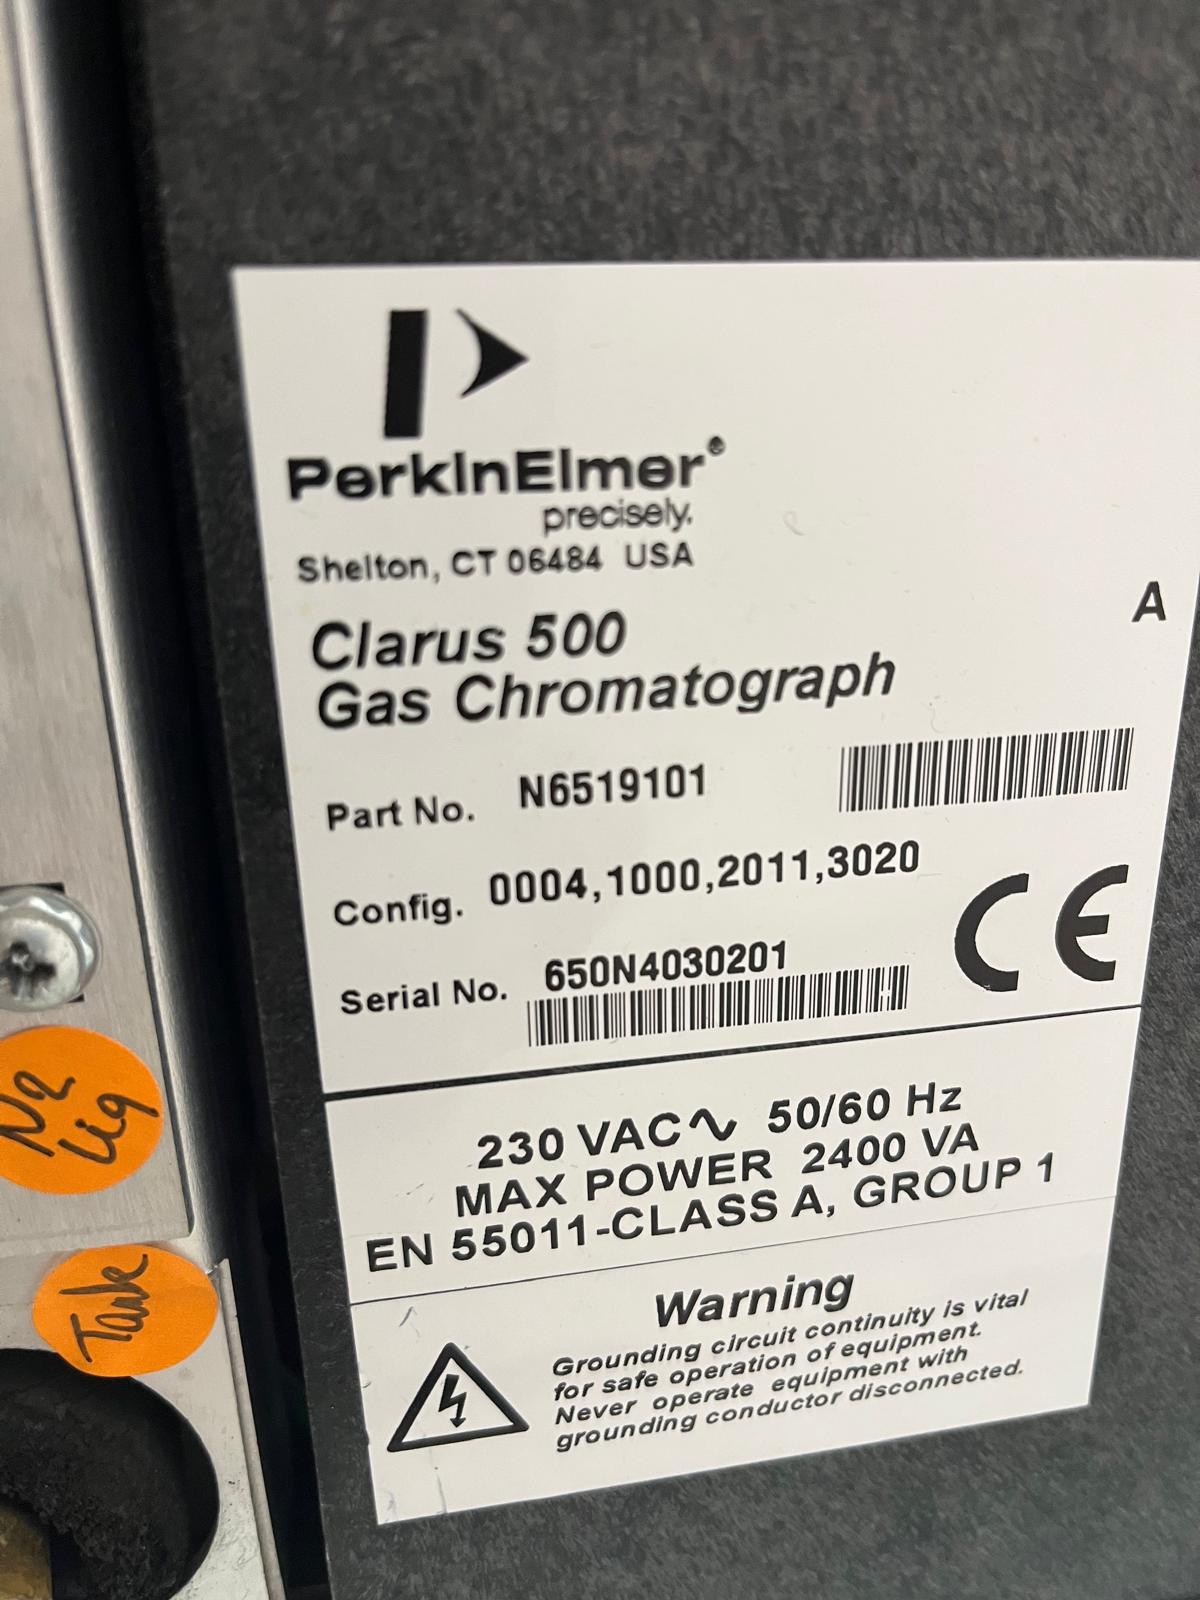 PerkinElmer®
precisely.
Shelton, CT 06484 USA
A
Clarus 500
Gas Chromatograph
Part No. N6519101
Config. 0004,1000,2011,3020
CE
Serial No. 650N4030201
230 VAC∿ 50/60 Hz
MAX POWER 2400 VA
EN 55011-CLASS A, GROUP 1
Warning
Grounding circuit continuity is vital
for safe operation of equipment.
Never operate equipment with
grounding conductor disconnected.
N2
Liq
Tank